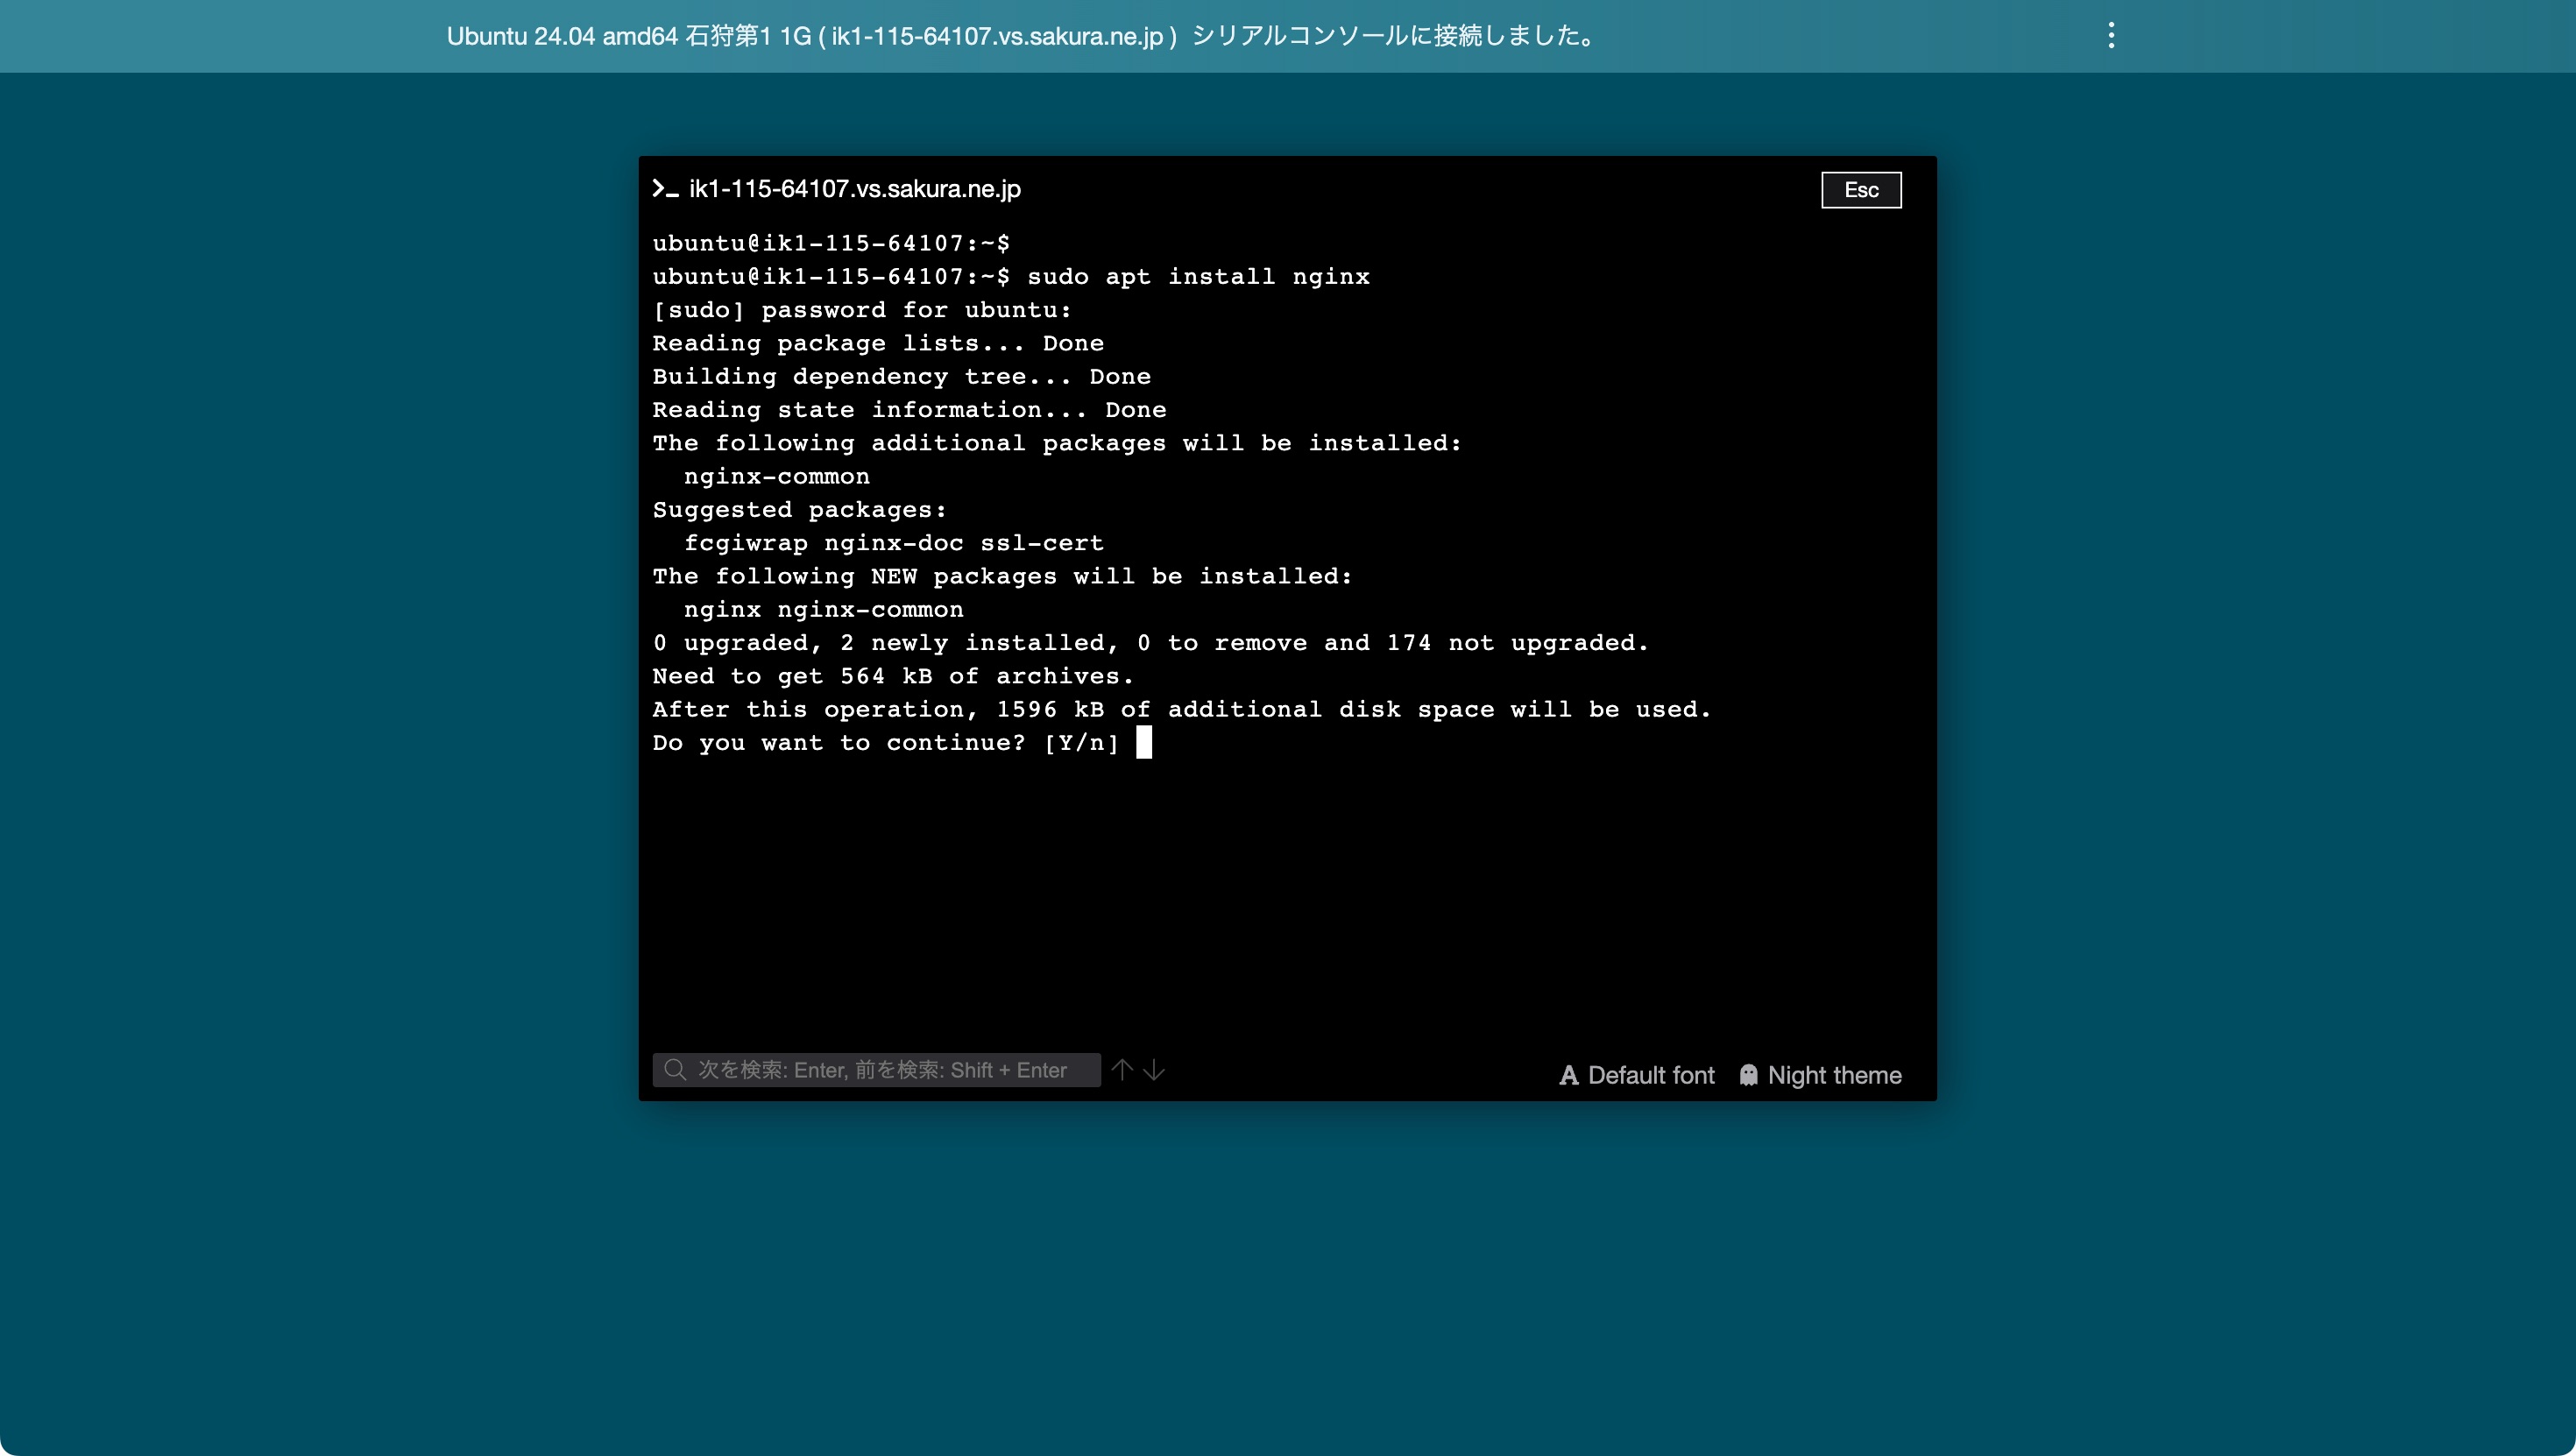 Ubuntu 24.04 amd64 石狩第1 1G ( ik1-115-64107.vs.sakura.ne.jp ) シリアルコンソールに接続しました。
ik1-115-64107.vs.sakura.ne.jp
Esc
ubuntu@ik1-115-64107:~$
ubuntu@ik1-115-64107:~$ sudo apt install nginx
[sudo] password for ubuntu:
Reading package lists... Done
Building dependency tree... Done
Reading state information... Done
The following additional packages will be installed:
  nginx-common
Suggested packages:
  fcgiwrap nginx-doc ssl-cert
The following NEW packages will be installed:
  nginx nginx-common
0 upgraded, 2 newly installed, 0 to remove and 174 not upgraded.
Need to get 564 kB of archives.
After this operation, 1596 kB of additional disk space will be used.
Do you want to continue? [Y/n]
次を検索: Enter, 前を検索: Shift + Enter
Default font
Night theme